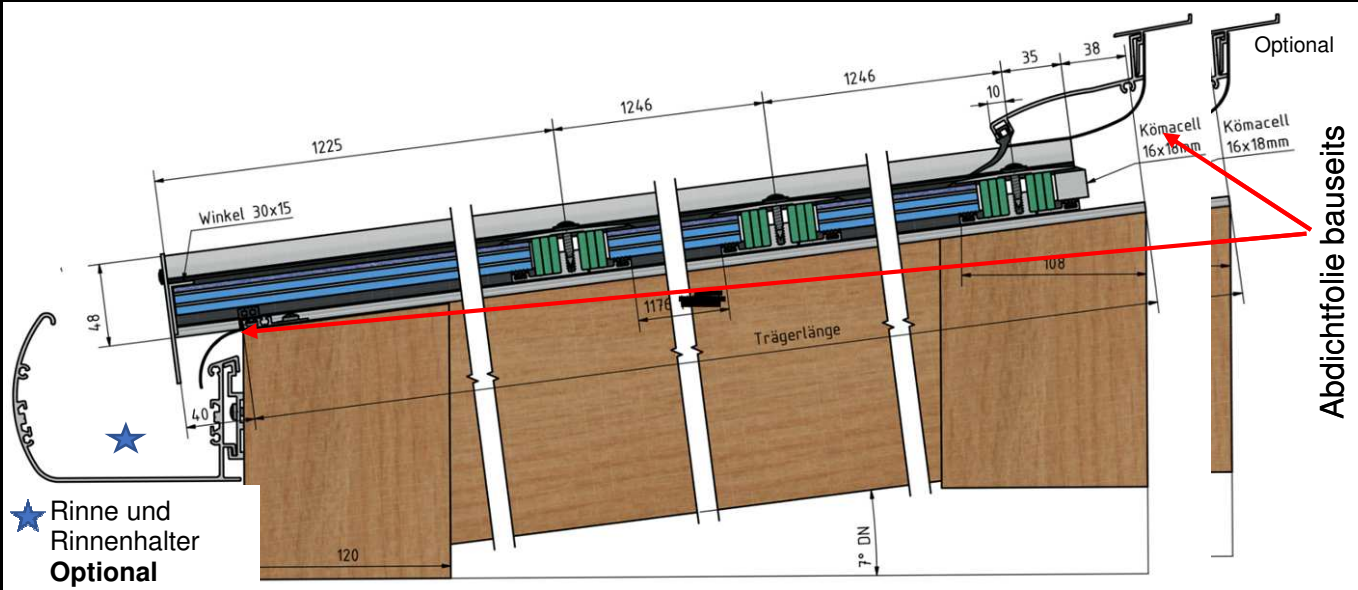 Optional
35
38
1246
10
1246
1225
Kömacell
16x18mm
Kömacell
16x18mm
Abdichtfolie bauseits
Winkel 30x15
48
108
1176
Trägerlänge
40
Rinne und
Rinnenhalter
Optional
120
7° DN